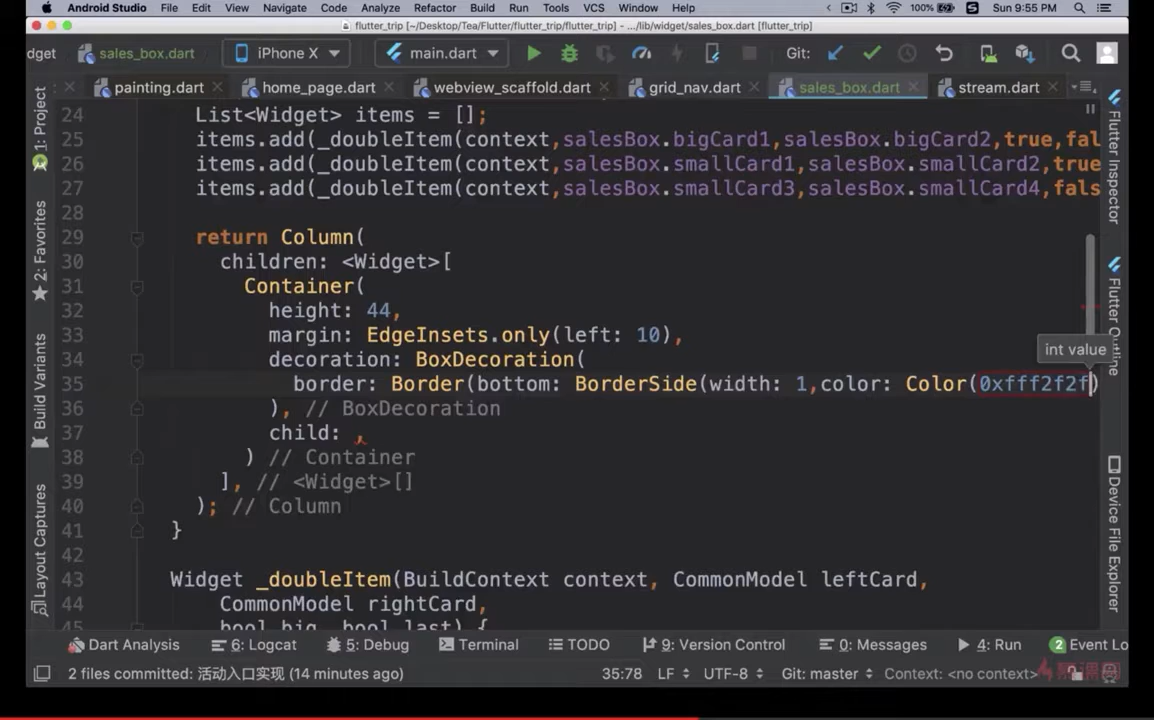 Android Studio File Edit View Navigate Code Analyze Refactor Build Run Tools VCS Window Help 100% Sun 9:55 PM
flutter_trip [~/Desktop/Tea/Flutter/flutter_trip/flutter_trip] - .../lib/widget/sales_box.dart [flutter_trip]
dget sales_box.dart iPhone X main.dart Git:
painting.dart home_page.dart webview_scaffold.dart grid_nav.dart sales_box.dart stream.dart
24 List<Widget> items = [];
25 items.add(_doubleItem(context,salesBox.bigCard1,salesBox.bigCard2,true,fal
26 items.add(_doubleItem(context,salesBox.smallCard1,salesBox.smallCard2,true
27 items.add(_doubleItem(context,salesBox.smallCard3,salesBox.smallCard4,fals
28
29 return Column(
30 children: <Widget>[
31 Container(
32 height: 44,
33 margin: EdgeInsets.only(left: 10),
34 decoration: BoxDecoration(
int value
35 border: Border(bottom: BorderSide(width: 1,color: Color(0xfff2f2f)
36 ), // BoxDecoration
37 child: ,
38 ) // Container
39 ], // <Widget>[]
40 ); // Column
41 }
42
43 Widget _doubleItem(BuildContext context, CommonModel leftCard,
44 CommonModel rightCard,
45 bool big, bool last) {
1: Project
2: Favorites
Build Variants
Layout Captures
Flutter Inspector
Flutter Outline
Device File Explorer
Dart Analysis 6: Logcat 5: Debug Terminal TODO 9: Version Control 0: Messages 4: Run 2 Event Lo
2 files committed: 活动入口实现 (14 minutes ago) 35:78 LF UTF-8 Git: master Context: <no context>